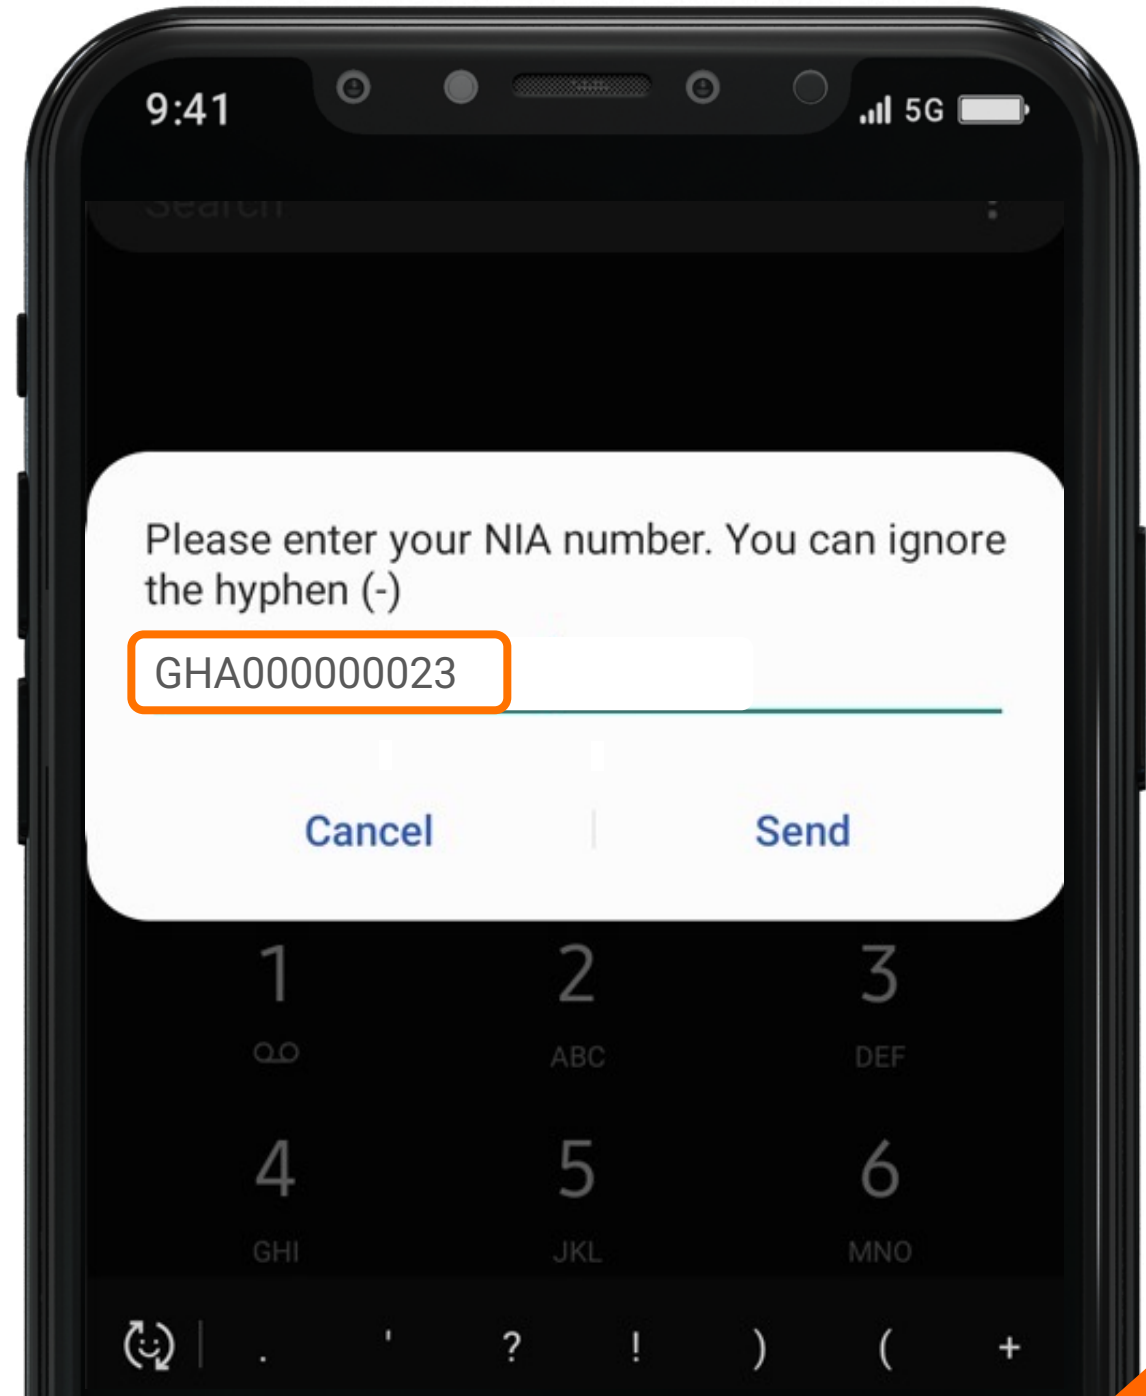 9:41
5G
Search
Please enter your NIA number. You can ignore
the hyphen (-)
GHA000000023
Cancel Send
1 2 3
ABC DEF
4 5 6
GHI JKL MNO
. ' ? ! ) ( +